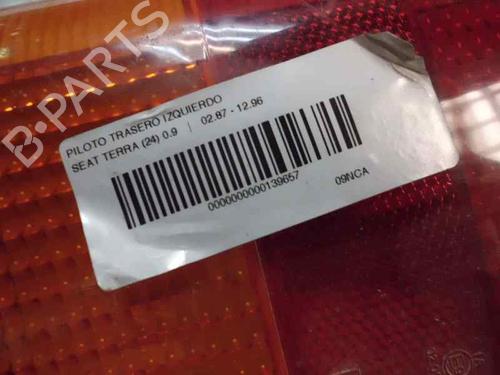 B-PARTS
PILOTO TRASERO IZQUIERDO
SEAT TERRA (24) 0.9 | 02.87 - 12.96
0000000000139657
09NCA